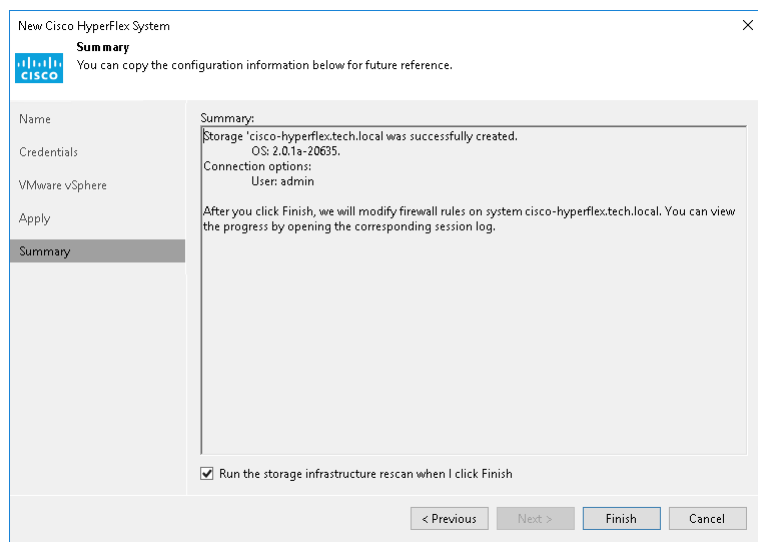 New Cisco HyperFlex System
Summary
You can copy the configuration information below for future reference.
CISCO
Name
Credentials
VMware vSphere
Apply
Summary
Summary:
Storage 'cisco-hyperflex.tech.local was successfully created.
OS: 2.0.1a-20635.
Connection options:
User: admin
After you click Finish, we will modify firewall rules on system cisco-hyperflex.tech.local. You can view
the progress by opening the corresponding session log.
Run the storage infrastructure rescan when I click Finish
< Previous
Next >
Finish
Cancel